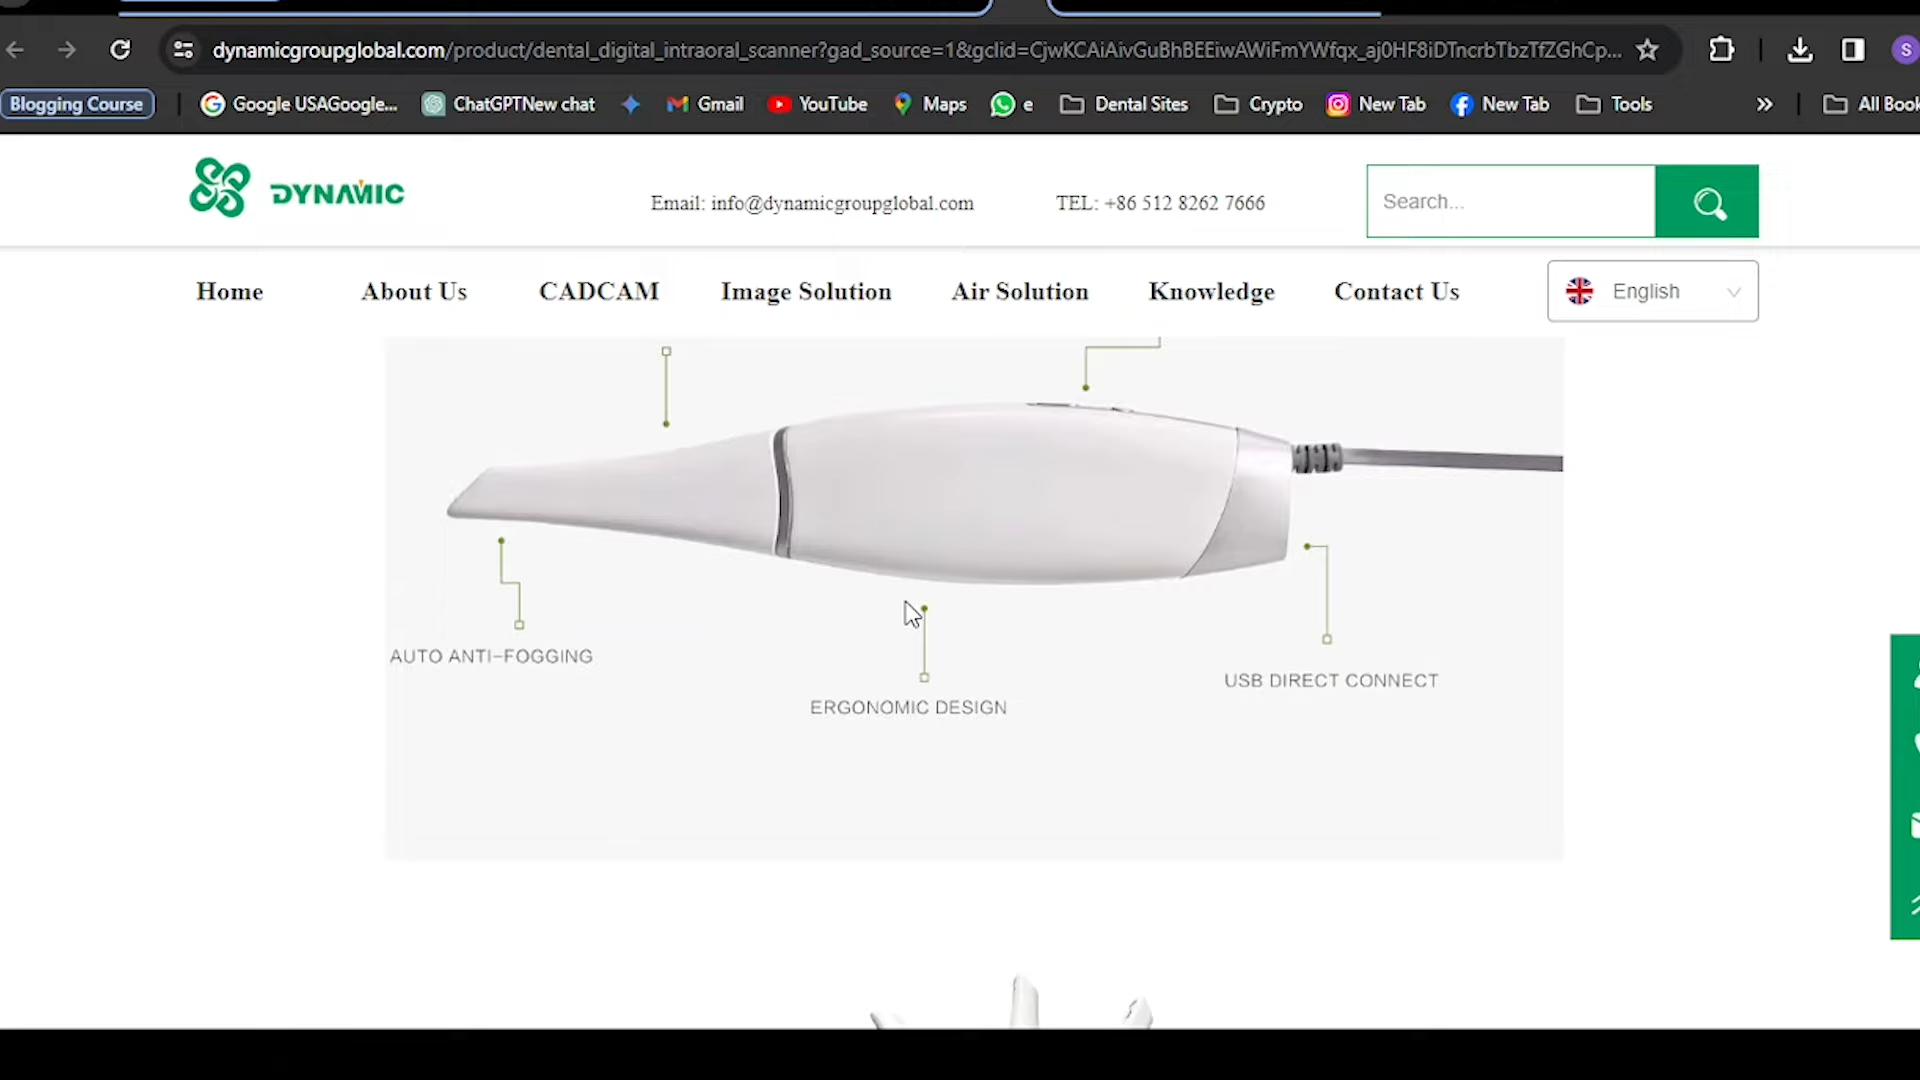 dynamicgroupglobal.com/product/dental_digital_intraoral_scanner?gad_source=1&gclid=CjwKCAiAivGuBhBEEiwAWiFmYWfqx_aj0HF8iDTncrbTbzTfZGhCp...
S
Blogging Course
Google USAGoogle...
ChatGPTNew chat
Gmail
YouTube
Maps
e
Dental Sites
Crypto
New Tab
New Tab
Tools
All Book
DYNAMIC
Email: info@dynamicgroupglobal.com
TEL: +86 512 8262 7666
Search...
Home
About Us
CADCAM
Image Solution
Air Solution
Knowledge
Contact Us
English
AUTO ANTI-FOGGING
ERGONOMIC DESIGN
USB DIRECT CONNECT